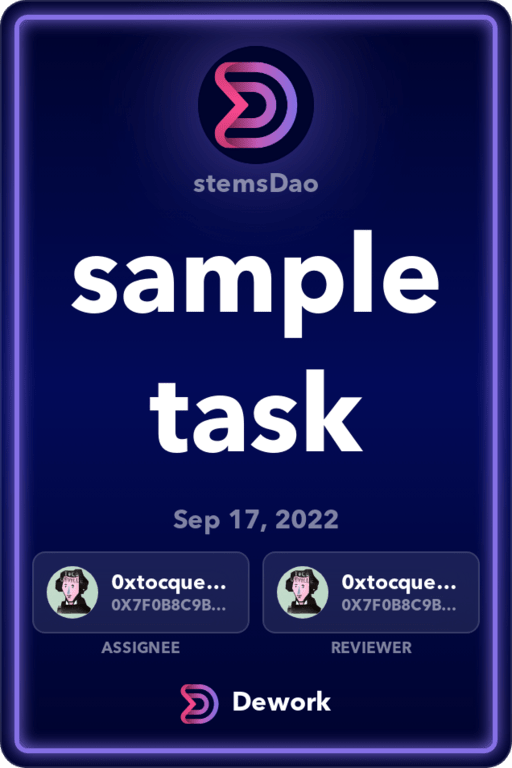 stemsDao
sample
task
Sep 17, 2022
0xtocque...
0X7F0B8C9B...
ASSIGNEE
0xtocque...
0X7F0B8C9B...
REVIEWER
Dework